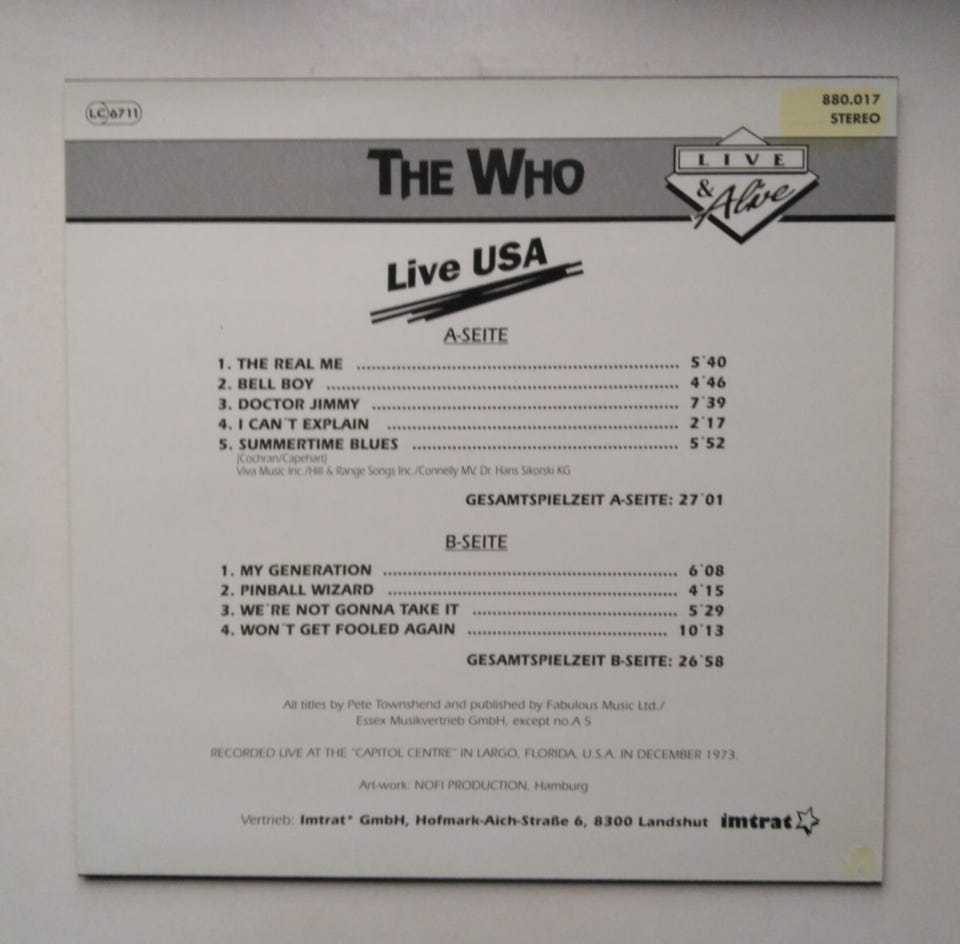 LC 6711
880.017
STEREO
THE WHO
LIVE
& Alive
Live USA
A-SEITE
1. THE REAL ME ........ 5´40
2. BELL BOY ........ 4´46
3. DOCTOR JIMMY ........ 7´39
4. I CAN´T EXPLAIN ........ 2´17
5. SUMMERTIME BLUES ........ 5´52
(Cochran/Capehart)
Viva Music Inc./Hill & Range Songs Inc./Connelly MV, Dr. Hans Sikorski KG
GESAMTSPIELZEIT A-SEITE: 27´01
B-SEITE
1. MY GENERATION ........ 6´08
2. PINBALL WIZARD ........ 4´15
3. WE´RE NOT GONNA TAKE IT ........ 5´29
4. WON´T GET FOOLED AGAIN ........ 10´13
GESAMTSPIELZEIT B-SEITE: 26´58
All titles by Pete Townshend and published by Fabulous Music Ltd./
Essex Musikvertrieb GmbH, except no.A 5
RECORDED LIVE AT THE "CAPITOL CENTRE" IN LARGO, FLORIDA, U.S.A. IN DECEMBER 1973.
Art-work: NOFI PRODUCTION, Hamburg
Vertrieb: Imtrat® GmbH, Hofmark-Aich-Straße 6, 8300 Landshut imtrat